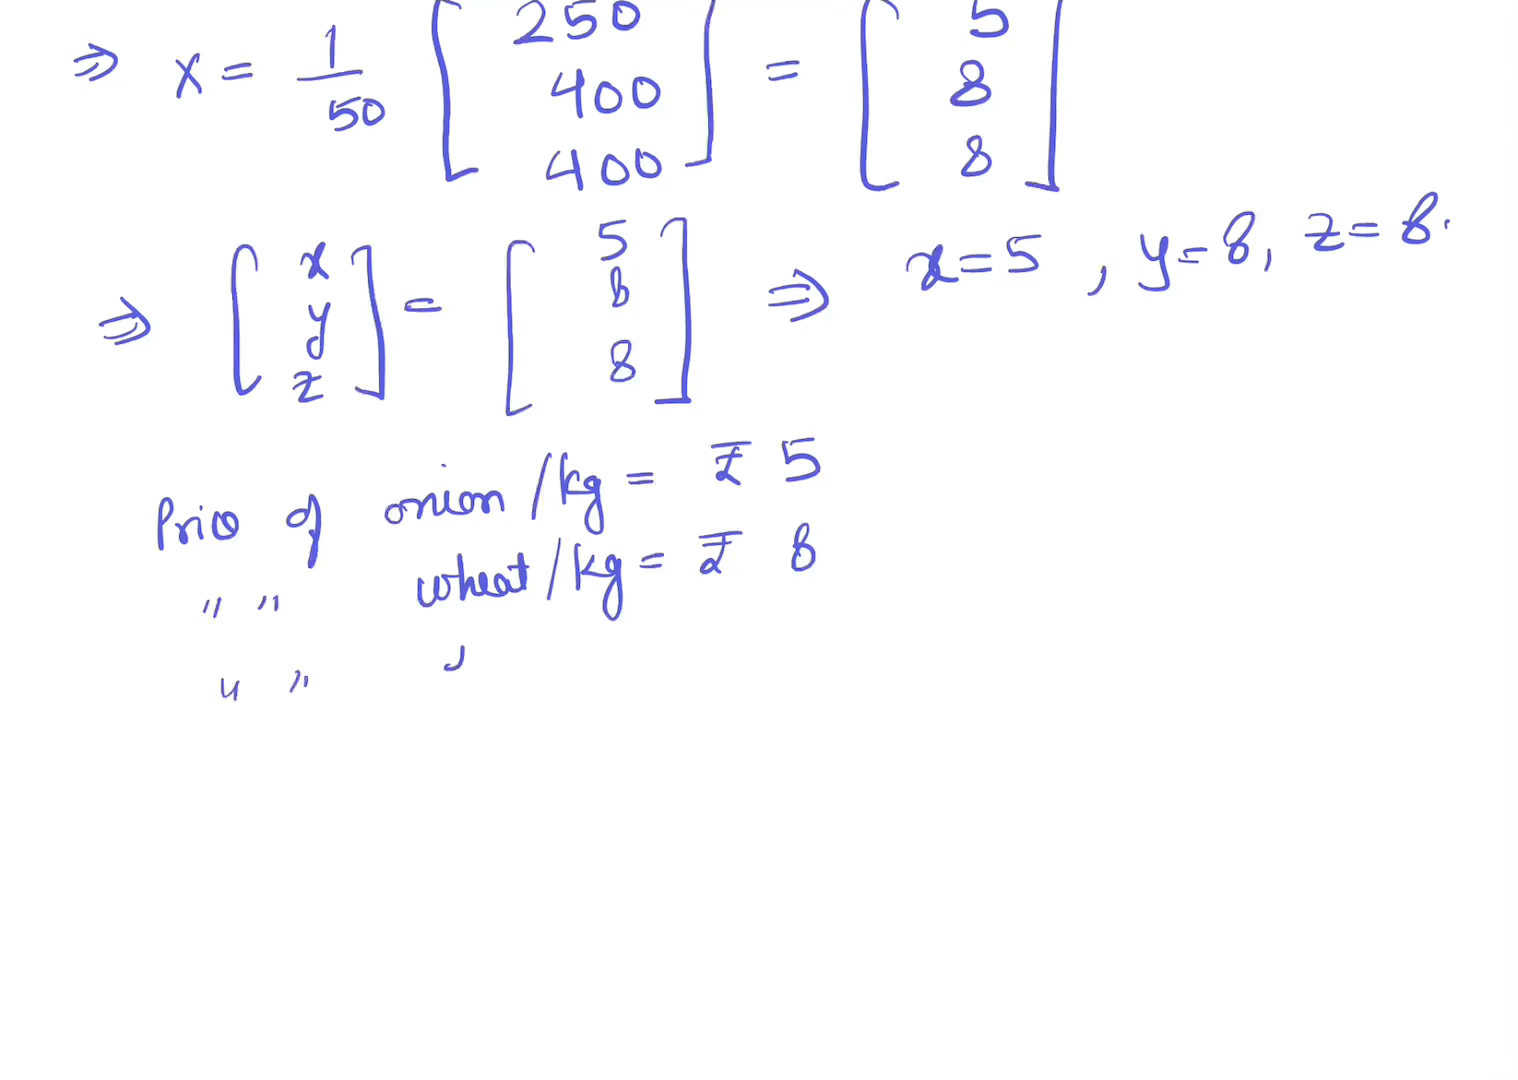 ⇒ X = 1/50 [250 400 400] = [5 8 8]
⇒ [x y z] = [5 8 8] ⇒ x=5, y=8, z=8.
Price of onion/kg = ₹ 5
" " wheat/kg = ₹ 8
" "